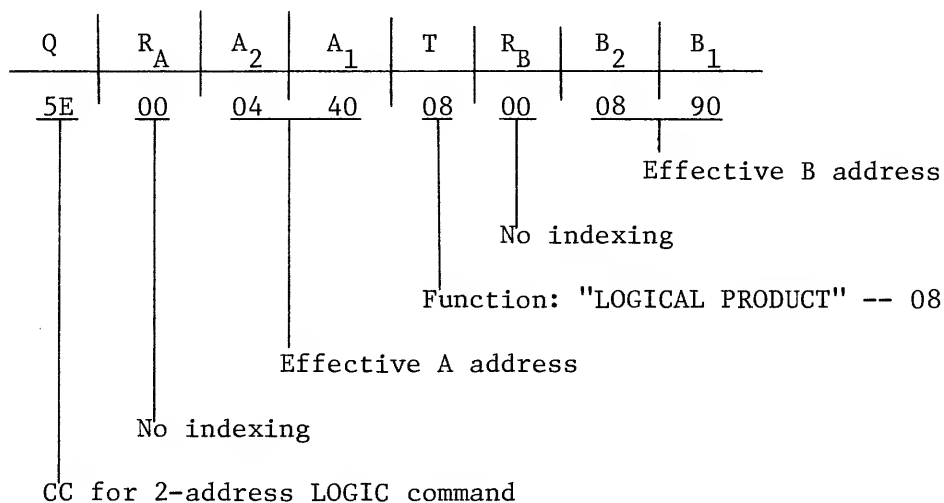 Q R_A A_2 A_1 T R_B B_2 B_1
5E 00 04 40 08 00 08 90
Effective B address
No indexing
Function: "LOGICAL PRODUCT" -- 08
Effective A address
No indexing
CC for 2-address LOGIC command